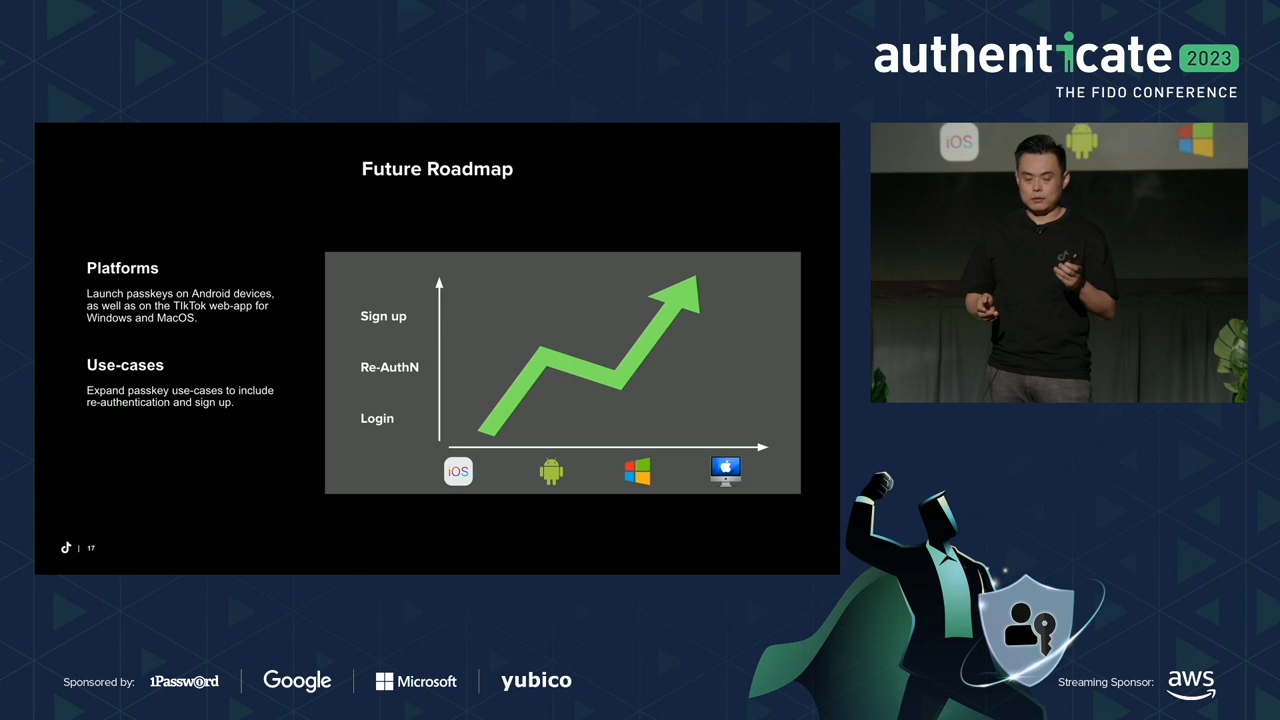 authenticate 2023
THE FIDO CONFERENCE
Future Roadmap
Platforms
Launch passkeys on Android devices,
as well as on the TIkTok web-app for
Windows and MacOS.
Use-cases
Expand passkey use-cases to include
re-authentication and sign up.
Sign up
Re-AuthN
Login
iOS
17
iOS
Sponsored by: 1Password Google Microsoft yubico
Streaming Sponsor: aws